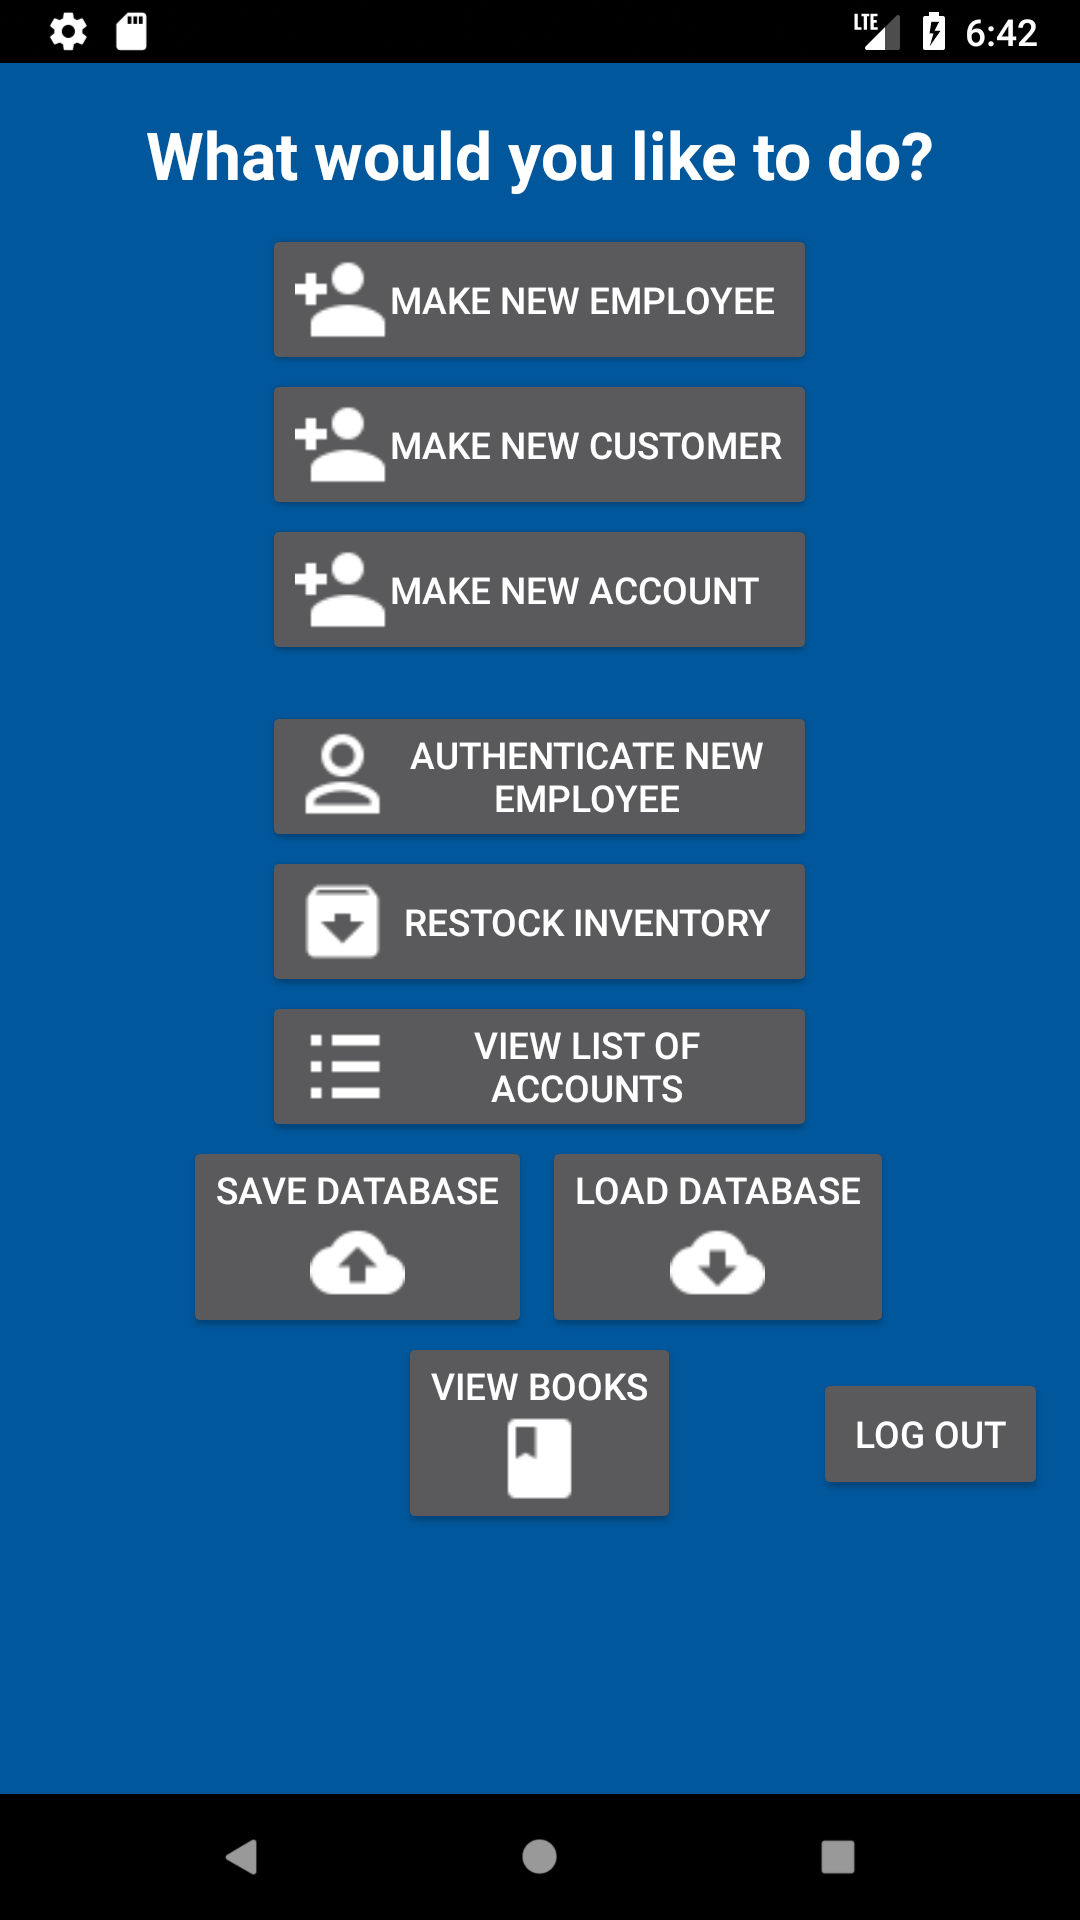 LTE 6:42
What would you like to do?
MAKE NEW EMPLOYEE
MAKE NEW CUSTOMER
MAKE NEW ACCOUNT
AUTHENTICATE NEW
EMPLOYEE
RESTOCK INVENTORY
VIEW LIST OF
ACCOUNTS
SAVE DATABASE
LOAD DATABASE
VIEW BOOKS
LOG OUT